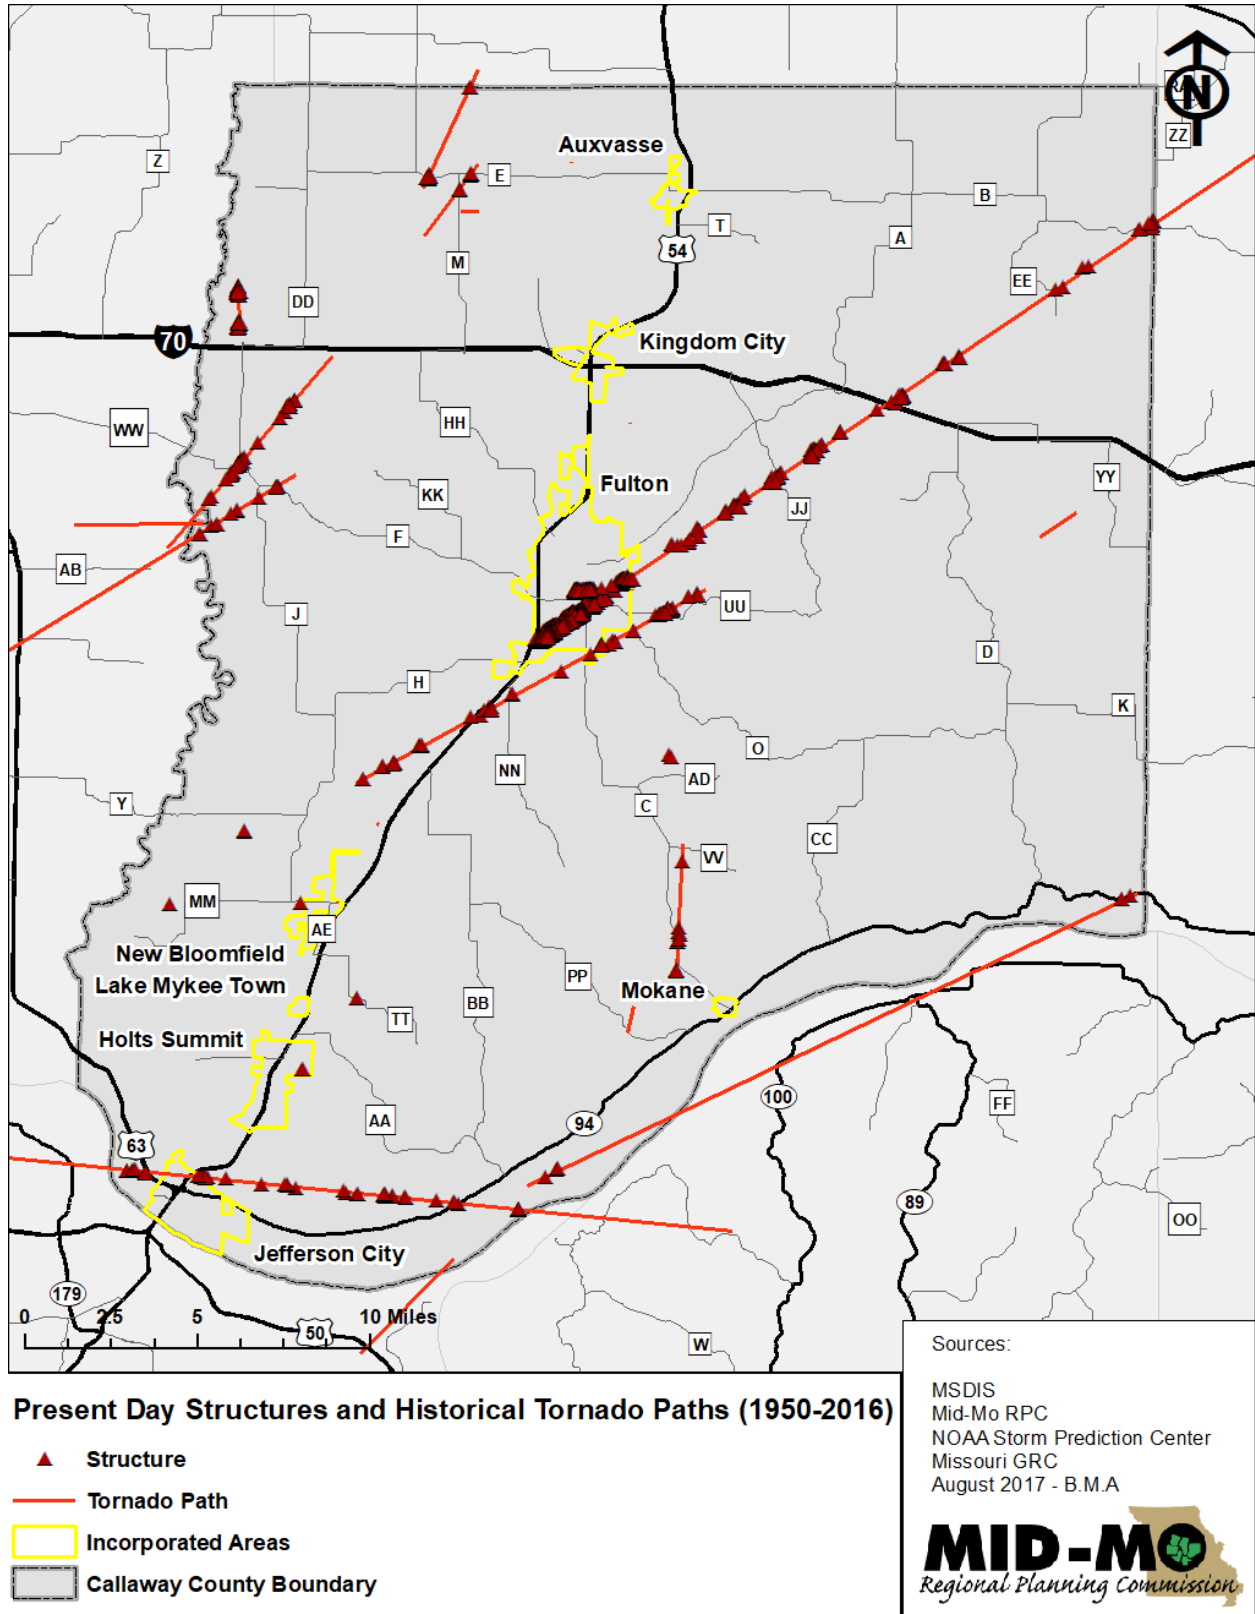 RA
N
ZZ
Z
Auxvasse
E
B
T
A
54
M
EE
DD
70
Kingdom City
WW
HH
YY
Fulton
KK
JJ
F
AB
UU
J
D
H
K
O
NN
AD
C
Y
CC
VV
MM
AE
New Bloomfield
PP
Lake Mykee Town
Mokane
BB
TT
Holts Summit
100
FF
AA
94
63
89
OO
Jefferson City
179
0 2.5 5 10 Miles
50
W
Sources:
MSDIS
Mid-Mo RPC
NOAA Storm Prediction Center
Missouri GRC
August 2017 - B.M.A
Present Day Structures and Historical Tornado Paths (1950-2016)
Structure
Tornado Path
Incorporated Areas
Callaway County Boundary
MID-MO
Regional Planning Commission